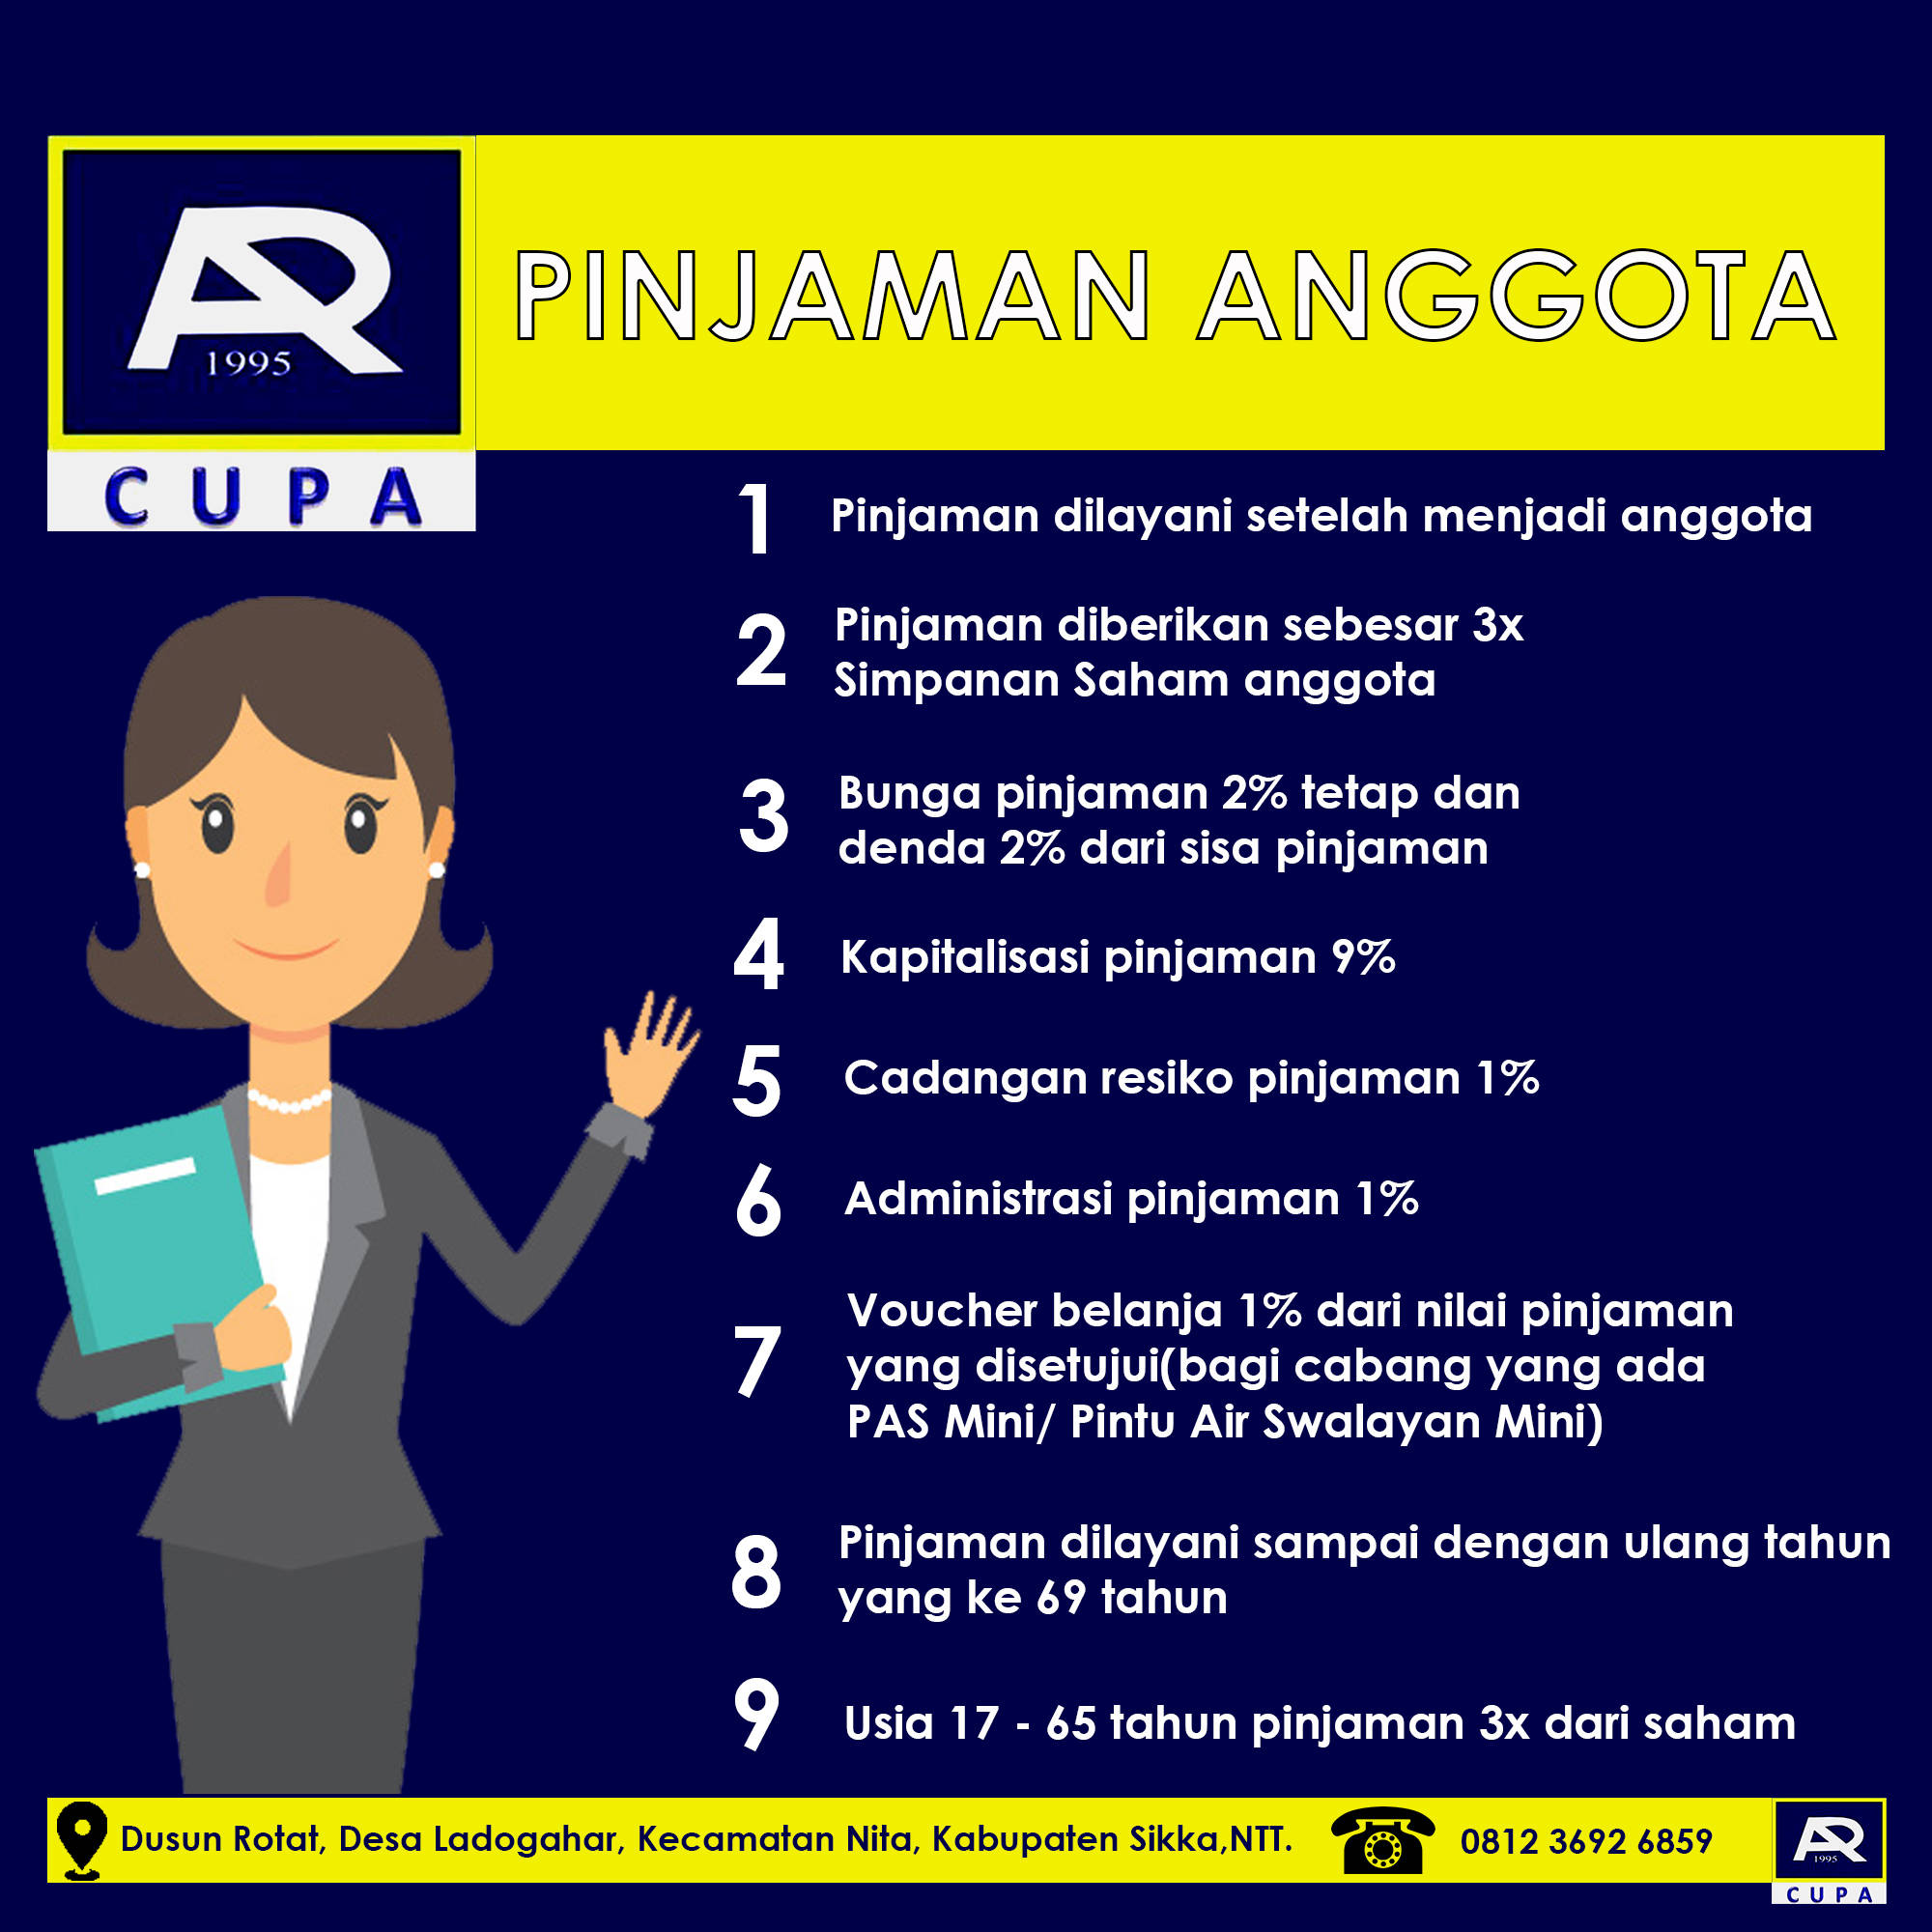 AR
1995
CUPA
PINJAMAN ANGGOTA
1 Pinjaman dilayani setelah menjadi anggota
2 Pinjaman diberikan sebesar 3x
Simpanan Saham anggota
3 Bunga pinjaman 2% tetap dan
denda 2% dari sisa pinjaman
4 Kapitalisasi pinjaman 9%
5 Cadangan resiko pinjaman 1%
6 Administrasi pinjaman 1%
7 Voucher belanja 1% dari nilai pinjaman
yang disetujui(bagi cabang yang ada
PAS Mini/ Pintu Air Swalayan Mini)
8 Pinjaman dilayani sampai dengan ulang tahun
yang ke 69 tahun
9 Usia 17 - 65 tahun pinjaman 3x dari saham
Dusun Rotat, Desa Ladogahar, Kecamatan Nita, Kabupaten Sikka,NTT.
0812 3692 6859
AR
1995
CUPA